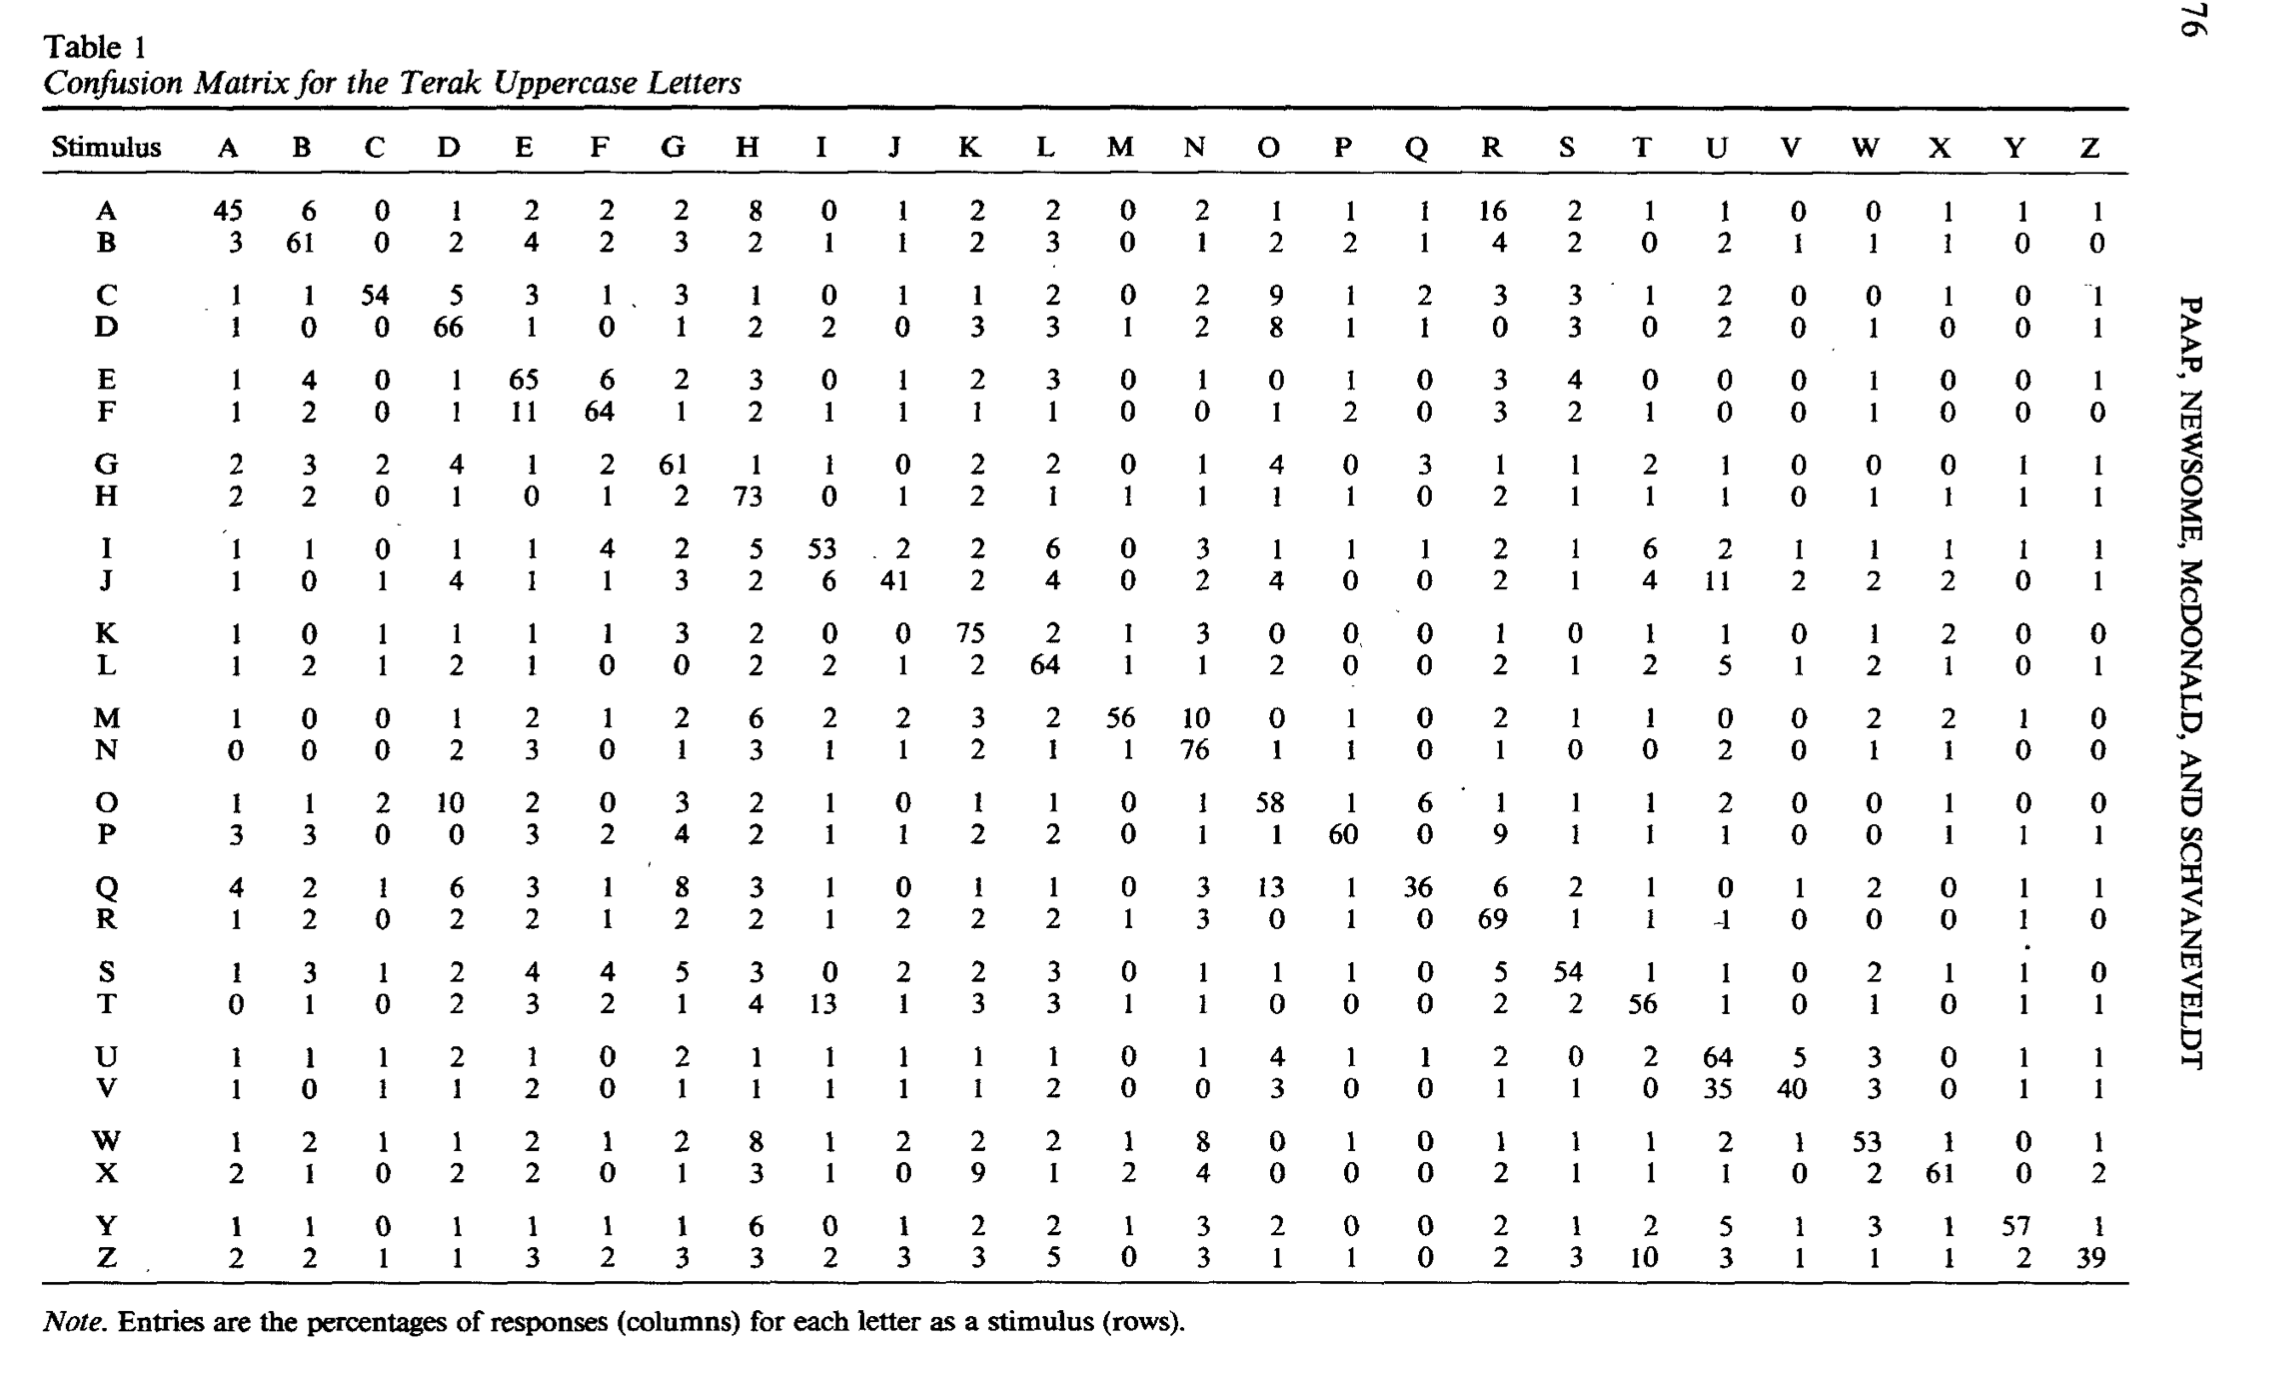 Table 1
Confusion Matrix for the Terak Uppercase Letters
Stimulus A B C D E F G H I J K L M N O P Q R S T U V W X Y Z
A 45 6 0 1 2 2 2 8 0 1 2 2 0 2 1 1 1 16 2 1 1 0 0 1 1 1
B 3 61 0 2 4 2 3 2 1 1 2 3 0 1 2 2 1 4 2 0 2 1 1 1 0 0
C 1 1 54 5 3 1 3 1 0 1 1 2 0 2 9 1 2 3 3 1 2 0 0 1 0 1
D 1 0 0 66 1 0 1 2 2 0 3 3 1 2 8 1 1 0 3 0 2 0 1 0 0 1
E 1 4 0 1 65 6 2 3 0 1 2 3 0 1 0 1 0 3 4 0 0 0 1 0 0 1
F 1 2 0 1 11 64 1 2 1 1 1 1 0 0 1 2 0 3 2 1 0 0 1 0 0 0
G 2 3 2 4 1 2 61 1 1 0 2 2 0 1 4 0 3 1 1 2 1 0 0 0 1 1
H 2 2 0 1 0 1 2 73 0 1 2 1 1 1 1 1 0 2 1 1 1 0 1 1 1 1
I 1 1 0 1 1 4 2 5 53 2 2 6 0 3 1 1 1 2 1 6 2 1 1 1 1 1
J 1 0 1 4 1 1 3 2 6 41 2 4 0 2 4 0 0 2 1 4 11 2 2 2 0 1
K 1 0 1 1 1 1 3 2 0 0 75 2 1 3 0 0 0 1 0 1 1 0 1 2 0 0
L 1 2 1 2 1 0 0 2 2 1 2 64 1 1 2 0 0 2 1 2 5 1 2 1 0 1
M 1 0 0 1 2 1 2 6 2 2 3 2 56 10 0 1 0 2 1 1 0 0 2 2 1 0
N 0 0 0 2 3 0 1 3 1 1 2 1 1 76 1 1 0 1 0 0 2 0 1 1 0 0
O 1 1 2 10 2 0 3 2 1 0 1 1 0 1 58 1 6 1 1 1 2 0 0 1 0 0
P 3 3 0 0 3 2 4 2 1 1 2 2 0 1 1 60 0 9 1 1 1 0 0 1 1 1
Q 4 2 1 6 3 1 8 3 1 0 1 1 0 3 13 1 36 6 2 1 0 1 2 0 1 1
R 1 2 0 2 2 1 2 2 1 2 2 2 1 3 0 1 0 69 1 1 1 0 0 0 1 0
S 1 3 1 2 4 4 5 3 0 2 2 3 0 1 1 1 0 5 54 1 1 0 2 1 1 0
T 0 1 0 2 3 2 1 4 13 1 3 3 1 1 0 0 0 2 2 56 1 0 1 0 1 1
U 1 1 1 2 1 0 2 1 1 1 1 1 0 1 4 1 1 2 0 2 64 5 3 0 1 1
V 1 0 1 1 2 0 1 1 1 1 1 2 0 0 3 0 0 1 1 0 35 40 3 0 1 1
W 1 2 1 1 2 1 2 8 1 2 2 2 1 8 0 1 0 1 1 1 2 1 53 1 0 1
X 2 1 0 2 2 0 1 3 1 0 9 1 2 4 0 0 0 2 1 1 1 0 2 61 0 2
Y 1 1 0 1 1 1 1 6 0 1 2 2 1 3 2 0 0 2 1 2 5 1 3 1 57 1
Z 2 2 1 1 3 2 3 3 2 3 3 5 0 3 1 1 0 2 3 10 3 1 1 1 2 39
Note. Entries are the percentages of responses (columns) for each letter as a stimulus (rows).
76
PAAP, NEWSOME, McDONALD, AND SCHVANEVELDT